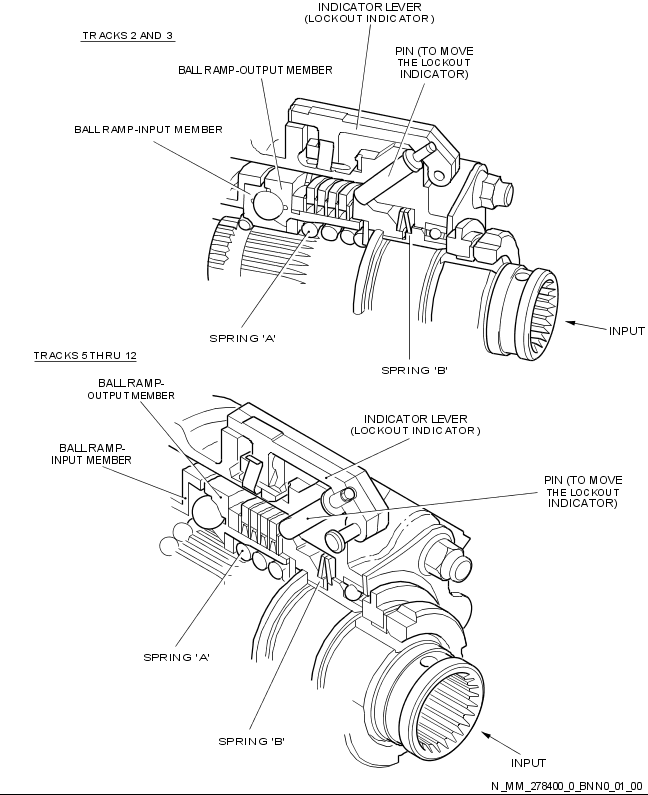 INDICATOR LEVER
(LOCKOUT INDICATOR)
TRACKS 2 AND 3
PIN (TO MOVE
THE LOCKOUT
INDICATOR)
BALL RAMP-OUTPUT MEMBER
BALL RAMP-INPUT MEMBER
SPRING 'A'
INPUT
TRACKS 5 THRU 12
SPRING 'B'
BALL RAMP-
OUTPUT MEMBER
INDICATOR LEVER
(LOCKOUT INDICATOR)
BALL RAMP-
INPUT MEMBER
PIN (TO MOVE
THE LOCKOUT
INDICATOR)
SPRING 'A'
SPRING 'B'
INPUT
N_MM_278400_0_BNN0_01_00